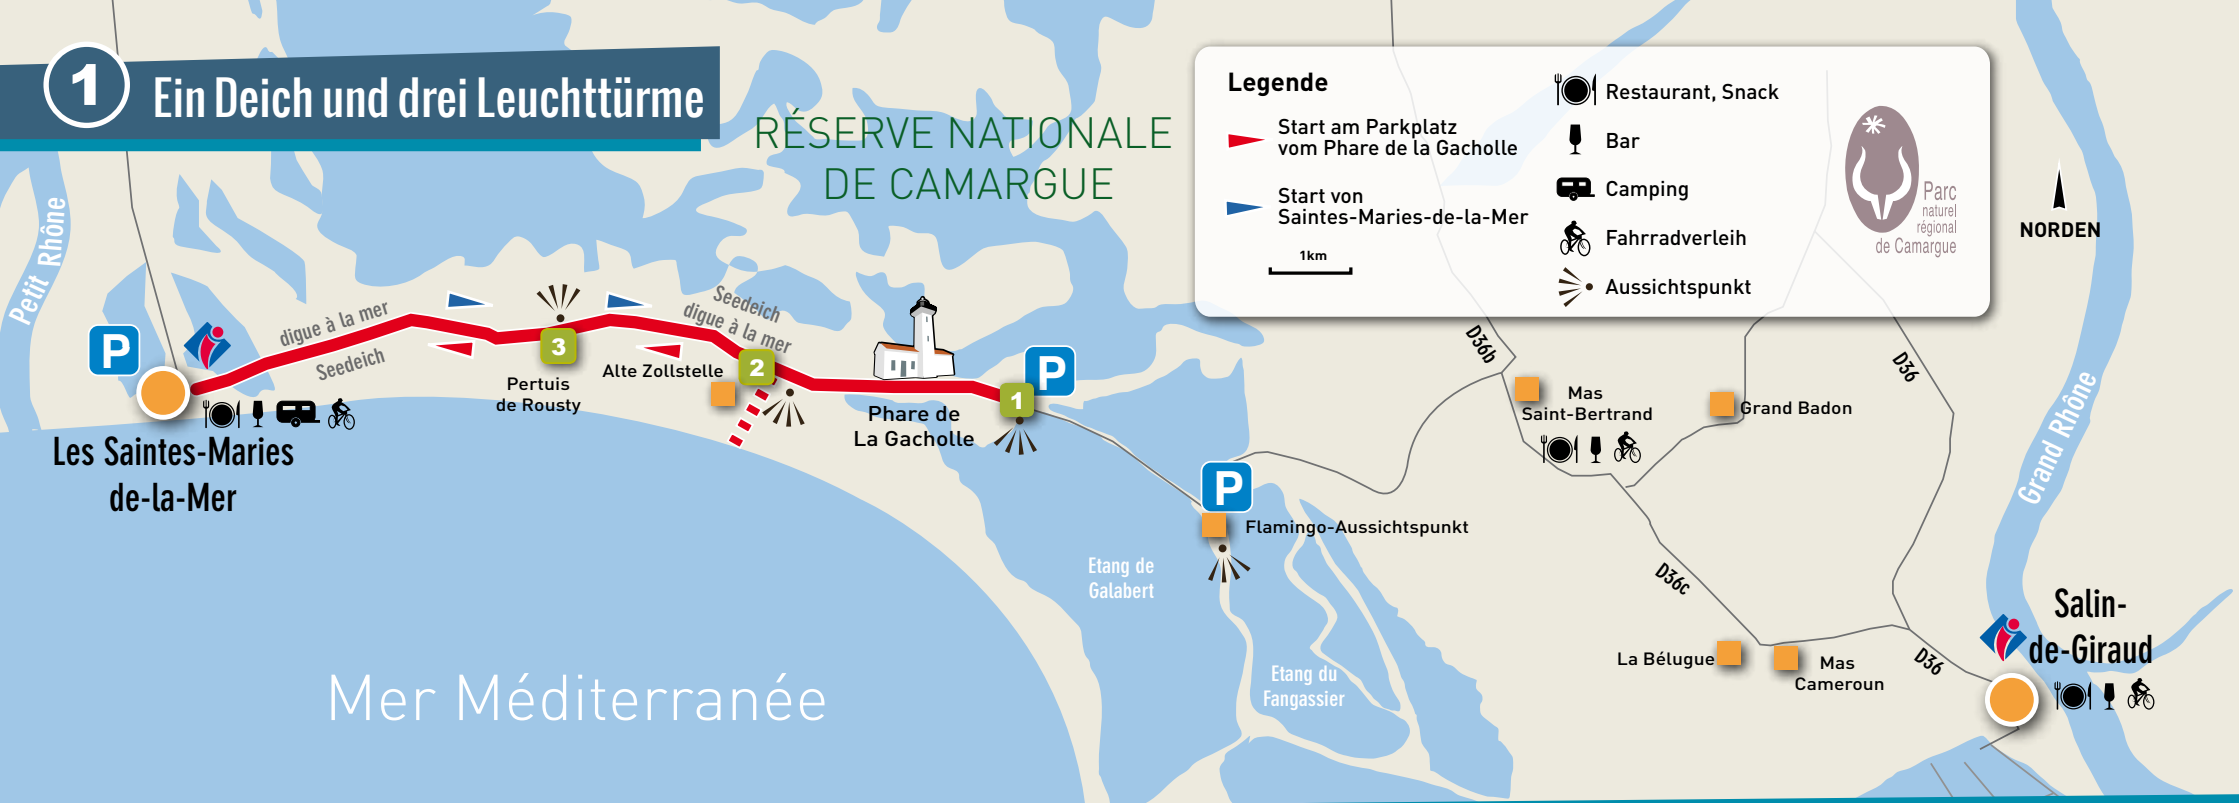 1
Ein Deich und drei Leuchttürme
RÉSERVE NATIONALE
DE CAMARGUE
Legende
Start am Parkplatz
vom Phare de la Gacholle
Start von
Saintes-Maries-de-la-Mer
1km
Restaurant, Snack
Bar
Camping
Fahrradverleih
Aussichtspunkt
Parc
naturel
régional
de Camargue
NORDEN
Petit Rhône
P
digue à la mer
Seedeich
3
Pertuis
de Rousty
Seedeich
digue à la mer
Alte Zollstelle
2
Phare de
La Gacholle
1
P
Les Saintes-Maries
de-la-Mer
D36b
D36
Mas
Saint-Bertrand
Grand Badon
Grand Rhône
P
Flamingo-Aussichtspunkt
Etang de
Galabert
D36c
Etang du
Fangassier
La Bélugue
Mas
Cameroun
D36
Salin-
de-Giraud
Mer Méditerranée